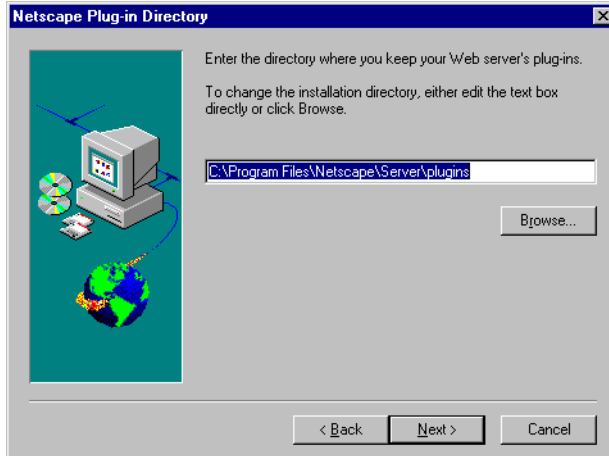 Netscape Plug-in Directory
Enter the directory where you keep your Web server's plug-ins.
To change the installation directory, either edit the text box
directly or click Browse.
C:\Program Files\Netscape\Server\plugins
Browse...
< Back
Next >
Cancel